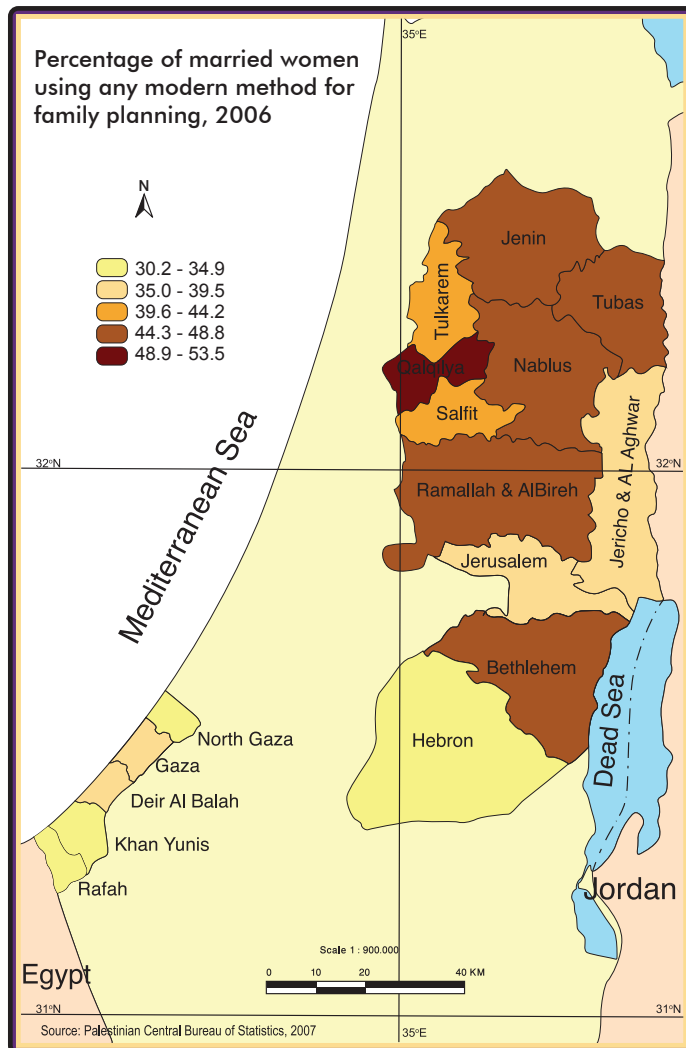 Percentage of married women
using any modern method for
family planning, 2006
35°E
N
30.2 - 34.9
35.0 - 39.5
39.6 - 44.2
44.3 - 48.8
48.9 - 53.5
Jenin
Tulkarem
Tubas
Qalqilya
Nablus
Salfit
Mediterranean Sea
32°N
32°N
Ramallah & AlBireh
Jericho & AL Aghwar
Jerusalem
Bethlehem
Hebron
Dead Sea
North Gaza
Gaza
Deir Al Balah
Khan Yunis
Rafah
Jordan
Egypt
Scale 1 : 900.000
0 10 20 40 KM
31°N
31°N
Source: Palestinian Central Bureau of Statistics, 2007
35°E